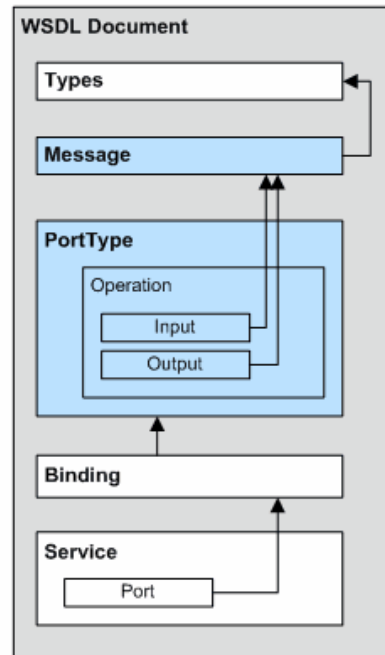 WSDL Document
Types
Message
PortType
Operation
Input
Output
Binding
Service
Port